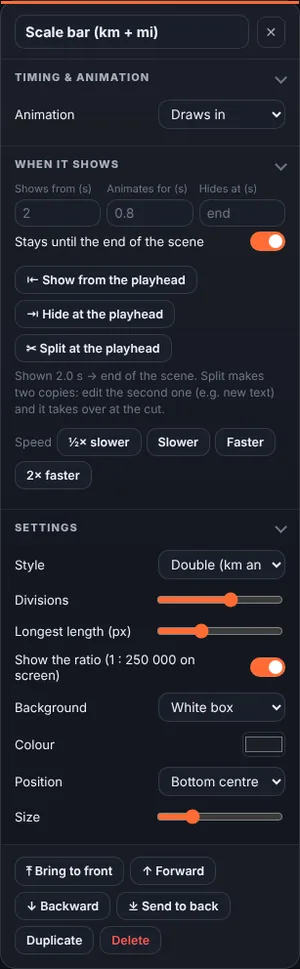 Scale bar (km + mi)
✕
TIMING & ANIMATION
Animation
Draws in
WHEN IT SHOWS
Shows from (s) Animates for (s) Hides at (s)
2 0.8 end
Stays until the end of the scene
⇤ Show from the playhead
⇥ Hide at the playhead
✂ Split at the playhead
Shown 2.0 s → end of the scene. Split makes
two copies: edit the second one (e.g. new text)
and it takes over at the cut.
Speed ½× slower Slower Faster
2× faster
SETTINGS
Style Double (km an
Divisions
Longest length (px)
Show the ratio (1 : 250 000 on
screen)
Background White box
Colour
Position Bottom centre
Size
⤒ Bring to front ↑ Forward
↓ Backward ⤓ Send to back
Duplicate Delete